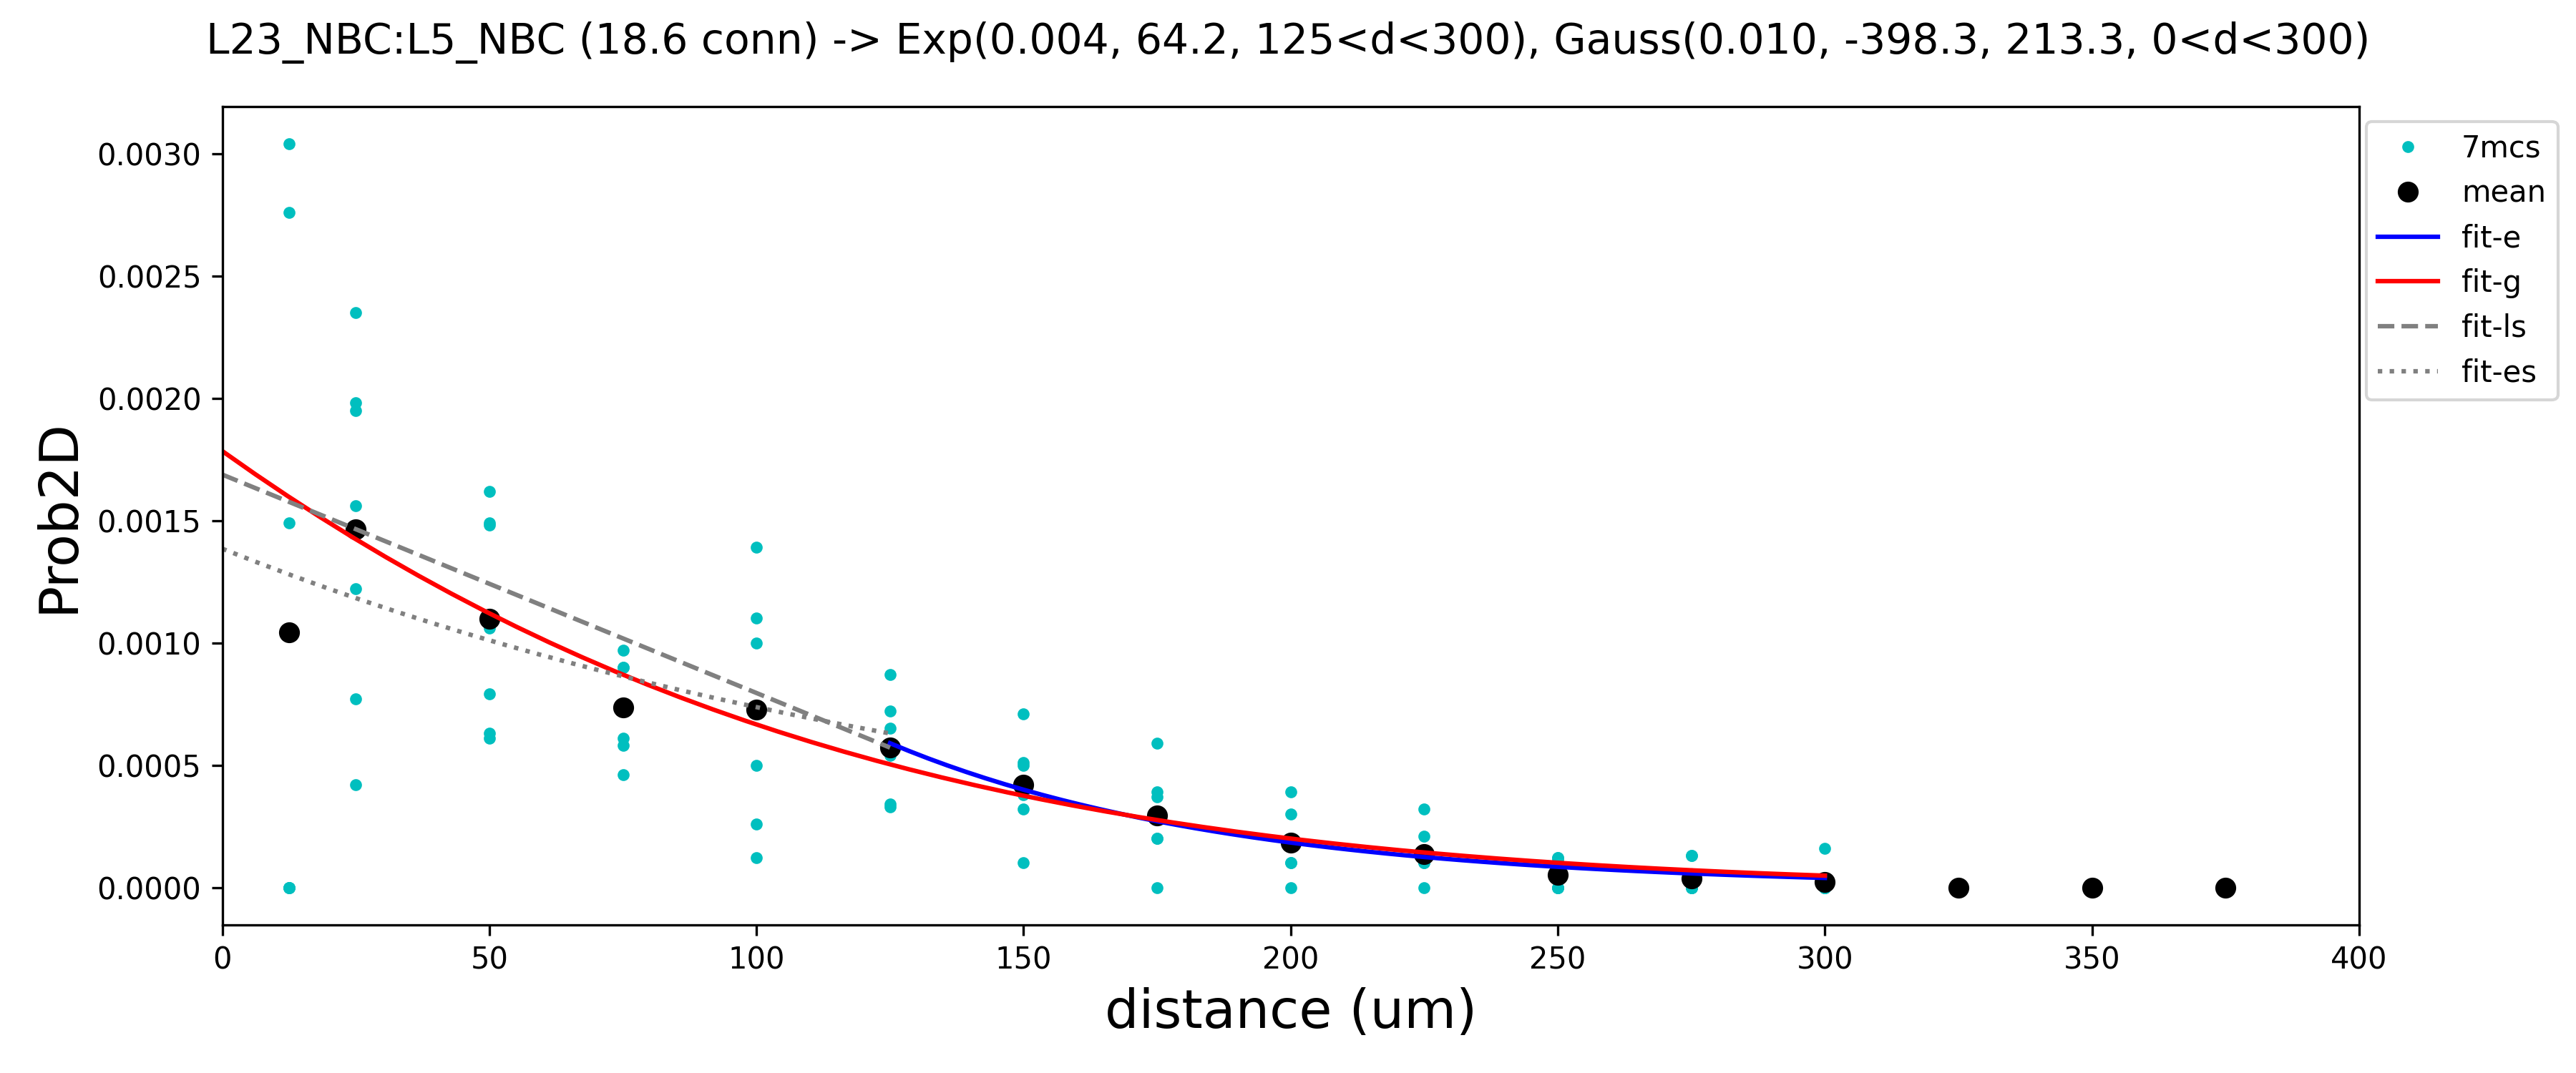 L23_NBC:L5_NBC (18.6 conn) -> Exp(0.004, 64.2, 125<d<300), Gauss(0.010, -398.3, 213.3, 0<d<300)
Prob2D
0.0030
0.0025
0.0020
0.0015
0.0010
0.0005
0.0000
0 50 100 150 200 250 300 350 400
distance (um)
7mcs
mean
fit-e
fit-g
fit-ls
fit-es